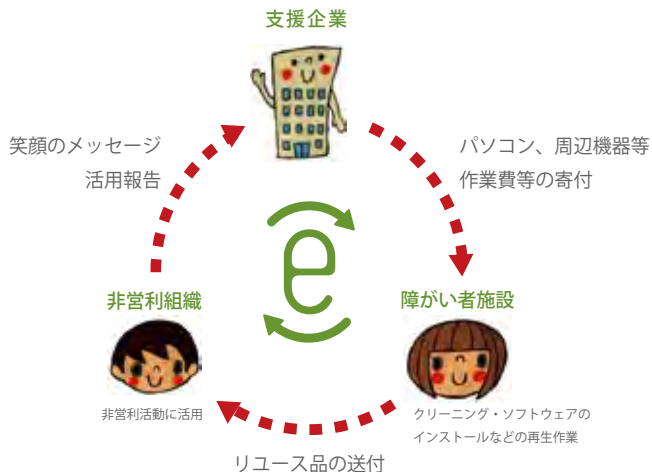 支援企業
笑顔のメッセージ
活用報告
パソコン、周辺機器等
作業費等の寄付
e
非営利組織
障がい者施設
非営利活動に活用
クリーニング・ソフトウェアの
インストールなどの再生作業
リユース品の送付